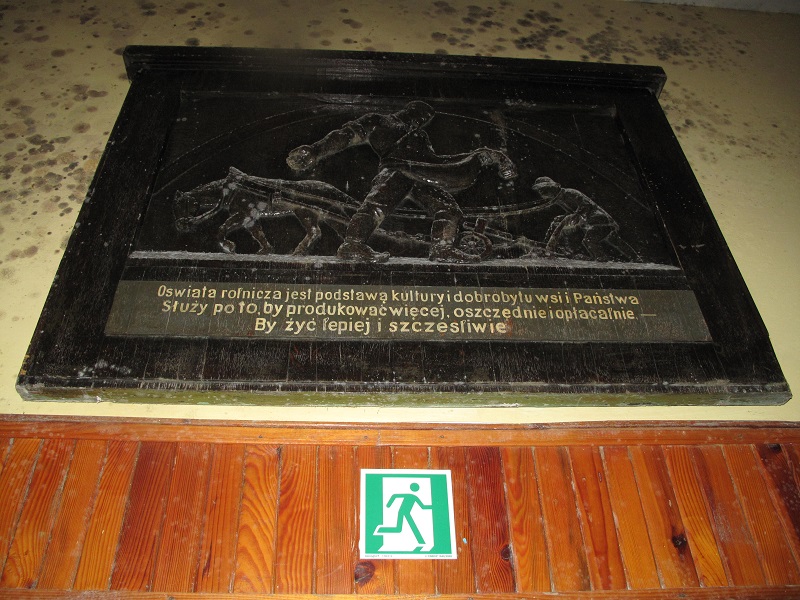 Oświata rolnicza jest podstawą kultury i dobrobytu wsi i Państwa
Służy po to, by produkować więcej, oszczędnie i opłacalnie —
By żyć lepiej i szczęśliwie